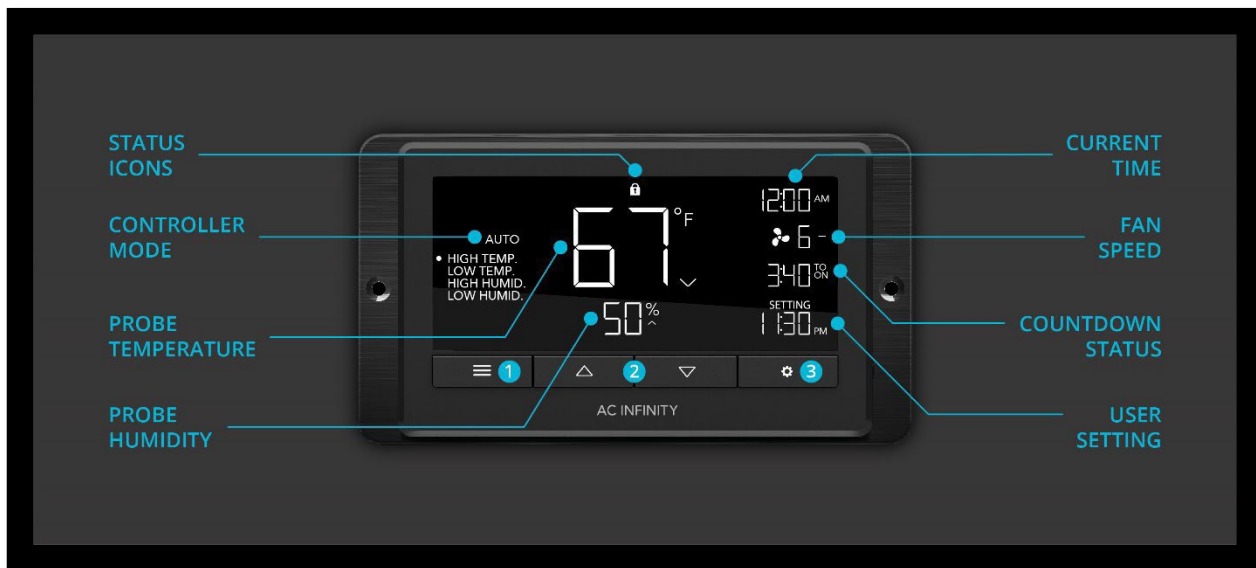 STATUS
ICONS
CONTROLLER
MODE
PROBE
TEMPERATURE
PROBE
HUMIDITY
AUTO
• HIGH TEMP.
LOW TEMP.
HIGH HUMID.
LOW HUMID.
67°F
50%
12:00 AM
6
3:40 TO ON
SETTING
11:30 PM
1
2
3
AC INFINITY
CURRENT
TIME
FAN
SPEED
COUNTDOWN
STATUS
USER
SETTING